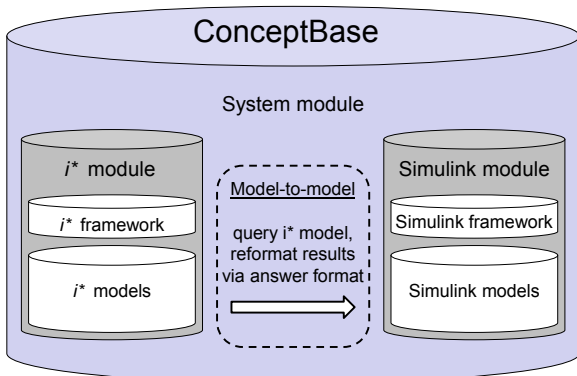 ConceptBase
System module
i* module
i* framework
i* models
Model-to-model
query i* model,
reformat results
via answer format
Simulink module
Simulink framework
Simulink models